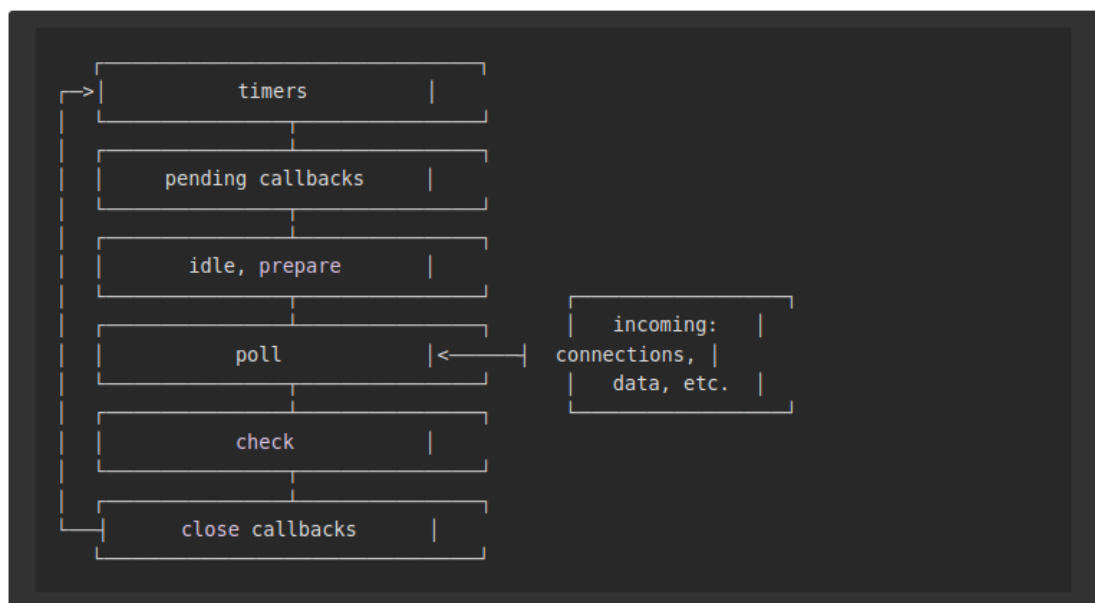 timers
pending callbacks
idle, prepare
incoming:
poll
connections,
data, etc.
check
close callbacks